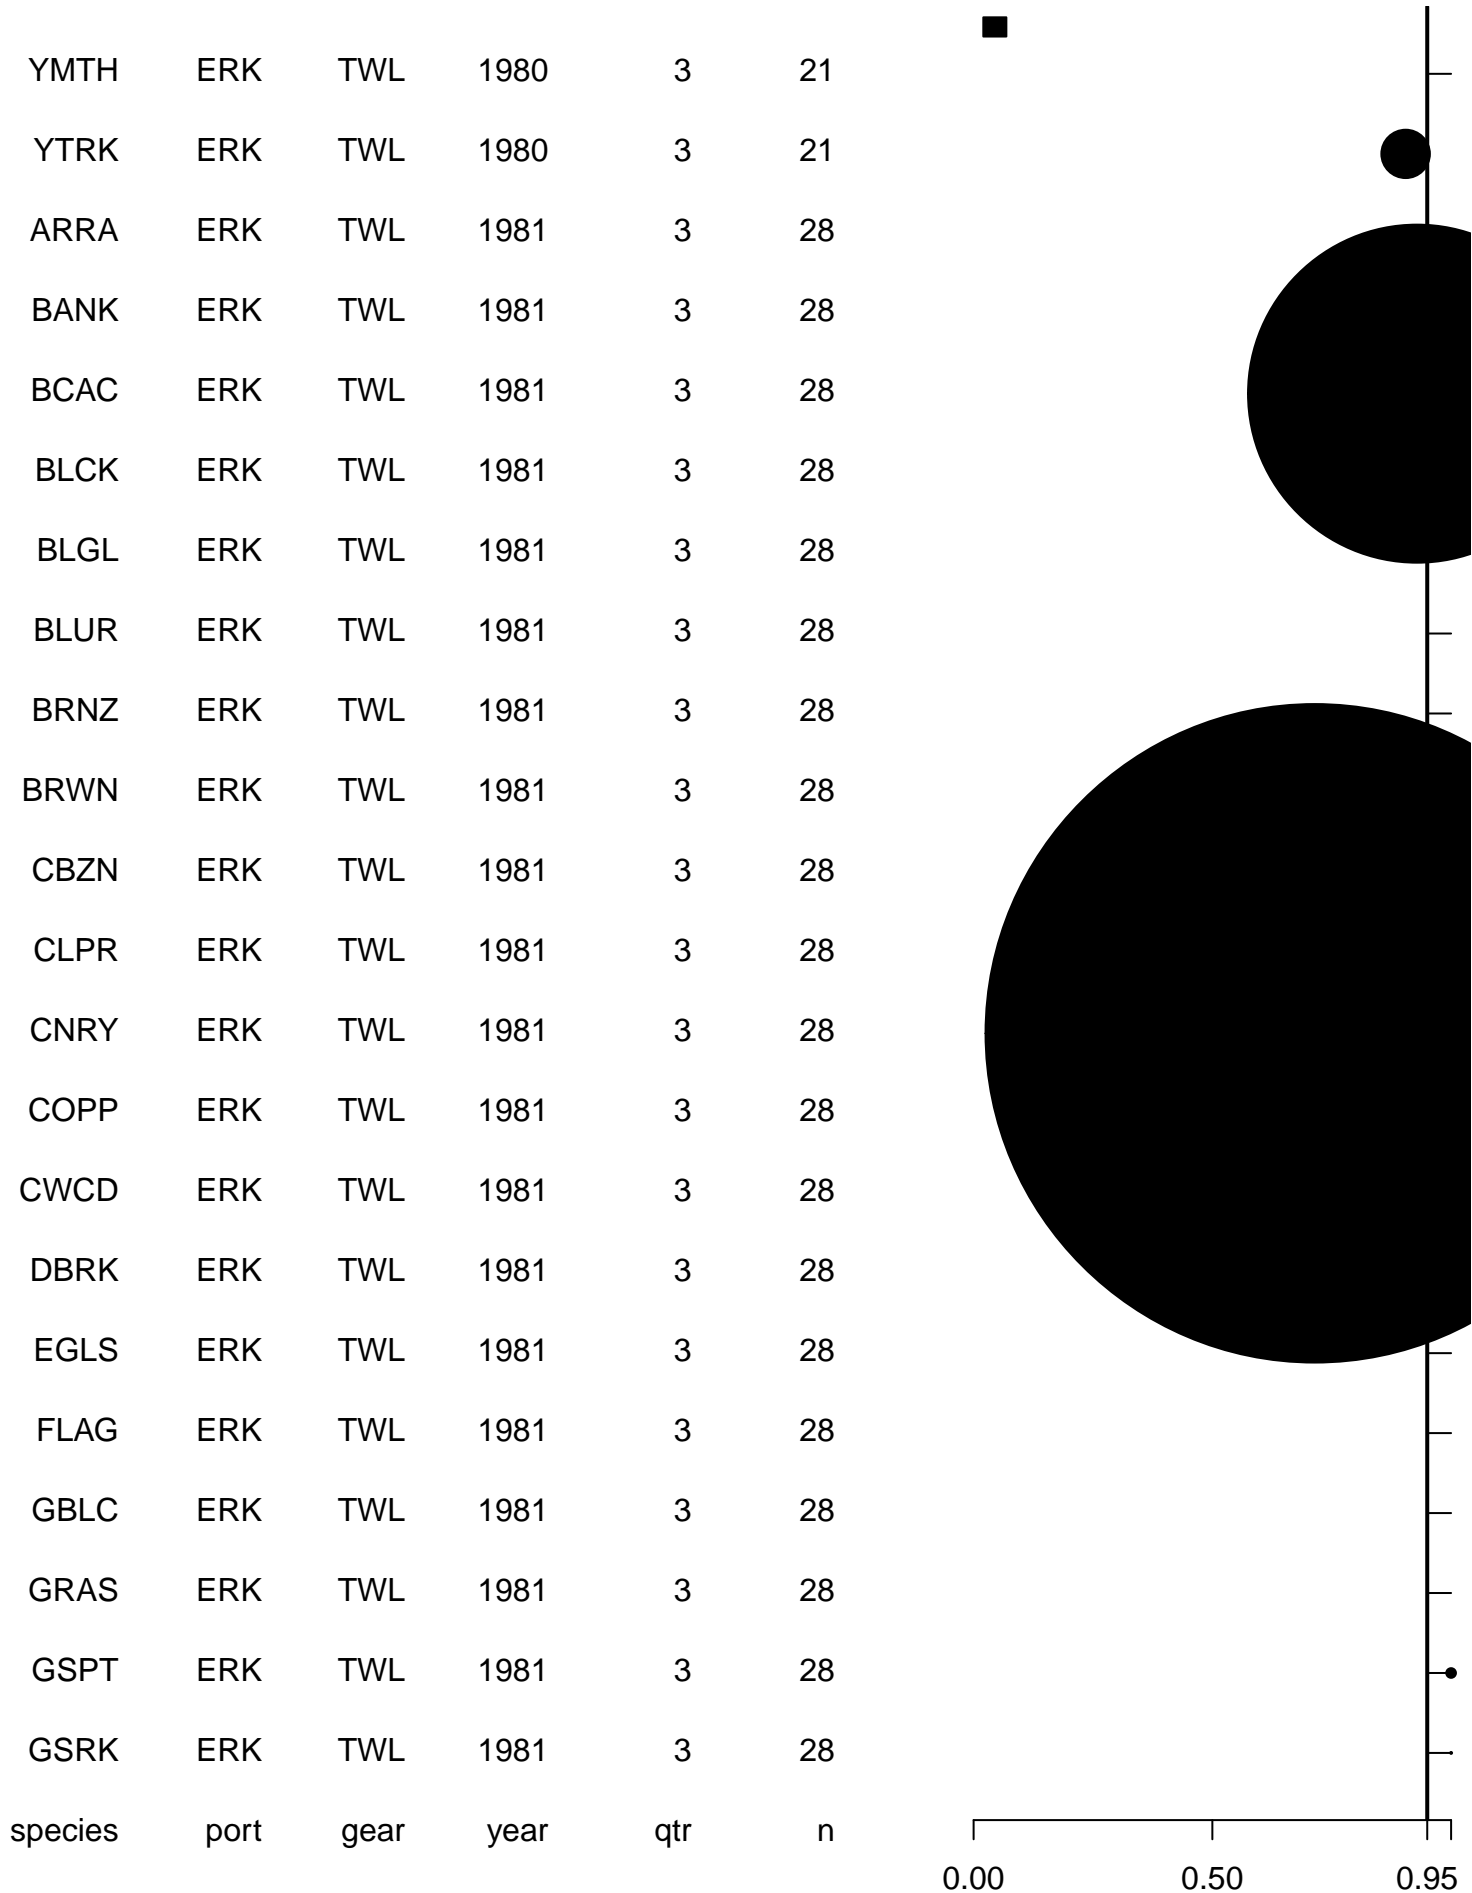 YMTH ERK TWL 1980 3 21
YTRK ERK TWL 1980 3 21
ARRA ERK TWL 1981 3 28
BANK ERK TWL 1981 3 28
BCAC ERK TWL 1981 3 28
BLCK ERK TWL 1981 3 28
BLGL ERK TWL 1981 3 28
BLUR ERK TWL 1981 3 28
BRNZ ERK TWL 1981 3 28
BRWN ERK TWL 1981 3 28
CBZN ERK TWL 1981 3 28
CLPR ERK TWL 1981 3 28
CNRY ERK TWL 1981 3 28
COPP ERK TWL 1981 3 28
CWCD ERK TWL 1981 3 28
DBRK ERK TWL 1981 3 28
EGLS ERK TWL 1981 3 28
FLAG ERK TWL 1981 3 28
GBLC ERK TWL 1981 3 28
GRAS ERK TWL 1981 3 28
GSPT ERK TWL 1981 3 28
GSRK ERK TWL 1981 3 28
species port gear year qtr n
0.00 0.50 0.95